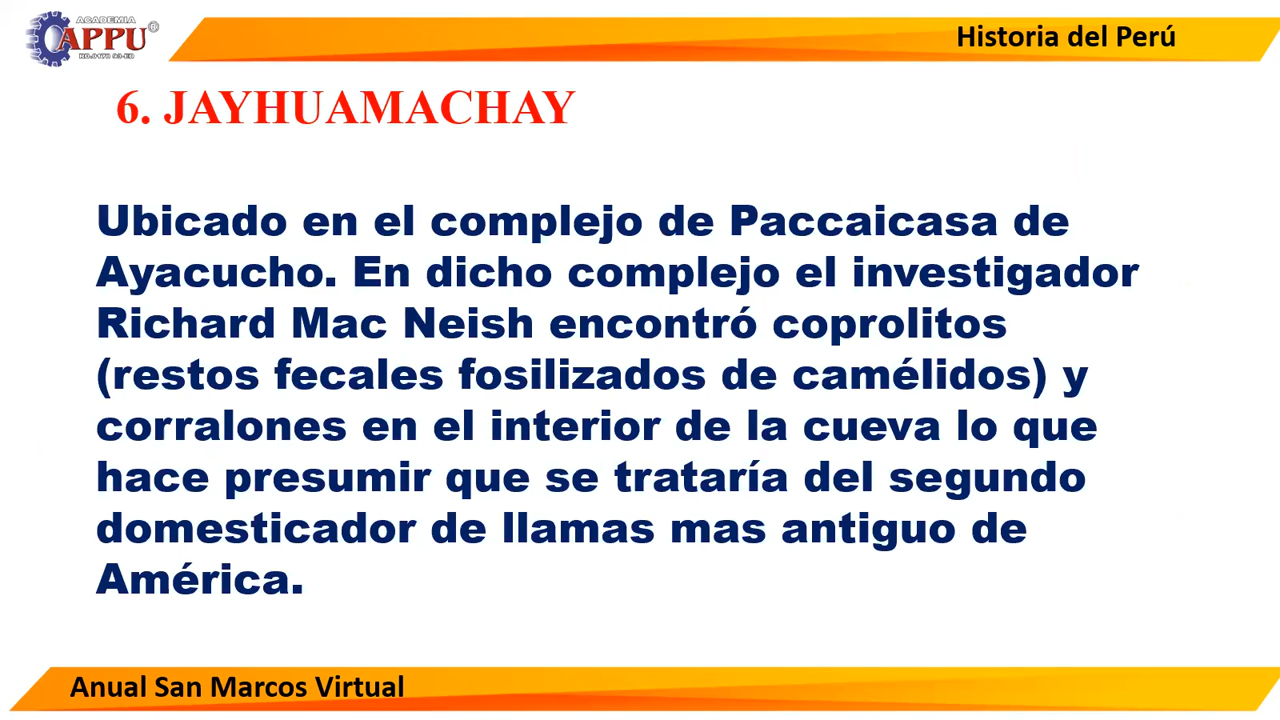 ACADEMIA
APPU®
Historia del Perú
6. JAYHUAMACHAY
Ubicado en el complejo de Paccaicasa de
Ayacucho. En dicho complejo el investigador
Richard Mac Neish encontró coprolitos
(restos fecales fosilizados de camélidos) y
corralones en el interior de la cueva lo que
hace presumir que se trataría del segundo
domesticador de llamas mas antiguo de
América.
Anual San Marcos Virtual